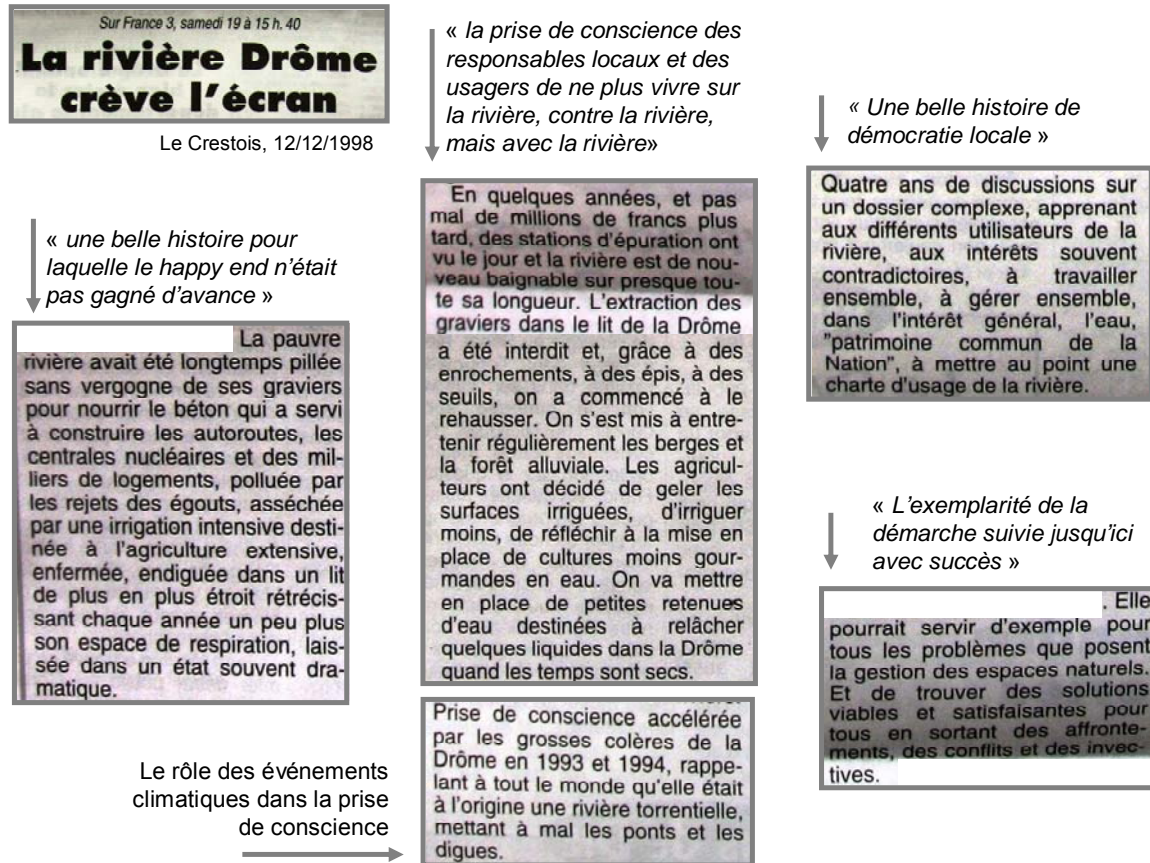 Sur France 3, samedi 19 à 15 h. 40
La rivière Drôme
crève l'écran
Le Crestois, 12/12/1998
« une belle histoire pour
laquelle le happy end n'était
pas gagné d'avance »
La pauvre
rivière avait été longtemps pillée
sans vergogne de ses graviers
pour nourrir le béton qui a servi
à construire les autoroutes, les
centrales nucléaires et des mil-
liers de logements, polluée par
les rejets des égouts, asséchée
par une irrigation intensive desti-
née à l'agriculture extensive,
enfermée, endiguée dans un lit
de plus en plus étroit rétrécis-
sant chaque année un peu plus
son espace de respiration, lais-
sée dans un état souvent dra-
matique.
« la prise de conscience des
responsables locaux et des
usagers de ne plus vivre sur
la rivière, contre la rivière,
mais avec la rivière»
En quelques années, et pas
mal de millions de francs plus
tard, des stations d'épuration ont
vu le jour et la rivière est de nou-
veau baignable sur presque tou-
te sa longueur. L'extraction des
graviers dans le lit de la Drôme
a été interdit et, grâce à des
enrochements, à des épis, à des
seuils, on a commencé à le
rehausser. On s'est mis à entre-
tenir régulièrement les berges et
la forêt alluviale. Les agricul-
teurs ont décidé de geler les
surfaces irriguées, d'irriguer
moins, de réfléchir à la mise en
place de cultures moins gour-
mandes en eau. On va mettre
en place de petites retenues
d'eau destinées à relâcher
quelques liquides dans la Drôme
quand les temps sont secs.
Le rôle des événements
climatiques dans la prise
de conscience
Prise de conscience accélérée
par les grosses colères de la
Drôme en 1993 et 1994, rappe-
lant à tout le monde qu'elle était
à l'origine une rivière torrentielle,
mettant à mal les ponts et les
digues.
« Une belle histoire de
démocratie locale »
Quatre ans de discussions sur
un dossier complexe, apprenant
aux différents utilisateurs de la
rivière, aux intérêts souvent
contradictoires, à travailler
ensemble, à gérer ensemble,
dans l'intérêt général, l'eau,
"patrimoine commun de la
Nation", à mettre au point une
charte d'usage de la rivière.
« L'exemplarité de la
démarche suivie jusqu'ici
avec succès »
. Elle
pourrait servir d'exemple pour
tous les problèmes que posent
la gestion des espaces naturels.
Et de trouver des solutions
viables et satisfaisantes pour
tous en sortant des affronte-
ments, des conflits et des invec-
tives.